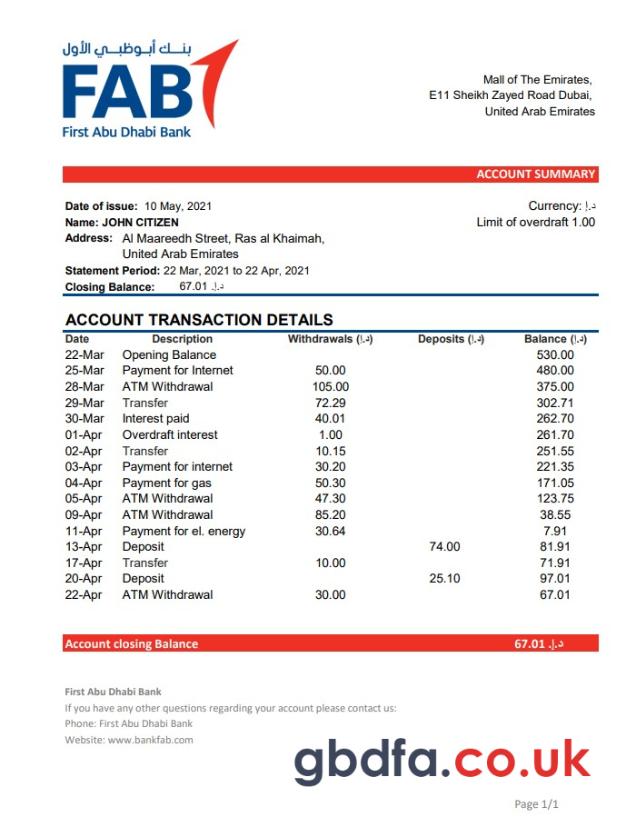 بنــك أبــوظبــي الأول
FAB
First Abu Dhabi Bank
Mall of The Emirates,
E11 Sheikh Zayed Road Dubai,
United Arab Emirates
ACCOUNT SUMMARY
Date of issue: 10 May, 2021
Currency: د.إ
Name: JOHN CITIZEN
Limit of overdraft 1.00
Address: Al Maareedh Street, Ras al Khaimah,
United Arab Emirates
Statement Period: 22 Mar, 2021 to 22 Apr, 2021
Closing Balance: 67.01 د.إ.
ACCOUNT TRANSACTION DETAILS
Date Description Withdrawals (د.إ) Deposits (د.إ) Balance (د.إ)
22-Mar Opening Balance 530.00
25-Mar Payment for Internet 50.00 480.00
28-Mar ATM Withdrawal 105.00 375.00
29-Mar Transfer 72.29 302.71
30-Mar Interest paid 40.01 262.70
01-Apr Overdraft interest 1.00 261.70
02-Apr Transfer 10.15 251.55
03-Apr Payment for internet 30.20 221.35
04-Apr Payment for gas 50.30 171.05
05-Apr ATM Withdrawal 47.30 123.75
09-Apr ATM Withdrawal 85.20 38.55
11-Apr Payment for el. energy 30.64 7.91
13-Apr Deposit 74.00 81.91
17-Apr Transfer 10.00 71.91
20-Apr Deposit 25.10 97.01
22-Apr ATM Withdrawal 30.00 67.01
Account closing Balance 67.01 د.إ.
First Abu Dhabi Bank
If you have any other questions regarding your account please contact us:
Phone: First Abu Dhabi Bank
Website: www.bankfab.com
gbdfa.co.uk
Page 1/1